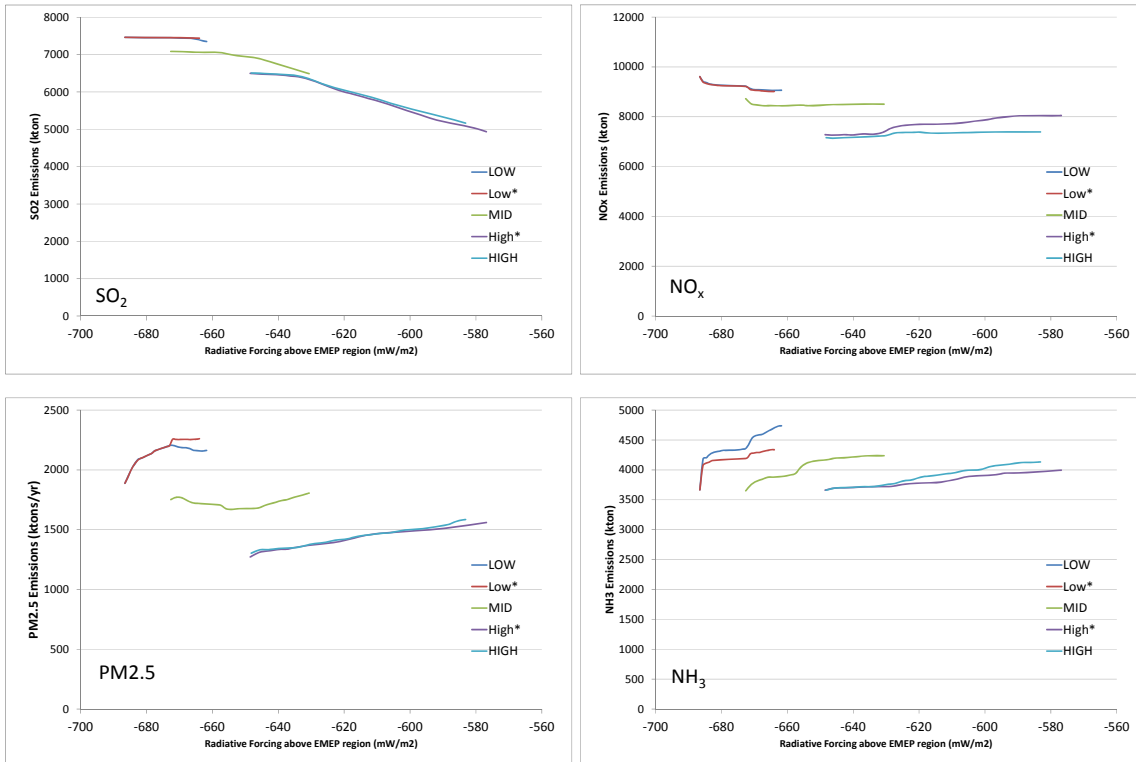 8000
7000
6000
5000
4000
3000
2000
1000
0
SO2 Emissions (kton)
LOW
Low*
MID
High*
HIGH
SO2
-700 -680 -660 -640 -620 -600 -580 -560
Radiative Forcing above EMEP region (mW/m2)
12000
10000
8000
6000
4000
2000
0
NOx Emissions (kton)
LOW
Low*
MID
High*
HIGH
NOx
-700 -680 -660 -640 -620 -600 -580 -560
Radiative Forcing above EMEP region (mW/m2)
2500
2000
1500
1000
500
0
PM2.5 Emissions (ktons/yr)
LOW
Low*
MID
High*
HIGH
PM2.5
-700 -680 -660 -640 -620 -600 -580 -560
Radiative Forcing above EMEP region (mW/m2)
5000
4500
4000
3500
3000
2500
2000
1500
1000
500
0
NH3 Emissions (kton)
LOW
Low*
MID
High*
HIGH
NH3
-700 -680 -660 -640 -620 -600 -580 -560
Radiative Forcing above EMEP region (mW/m2)